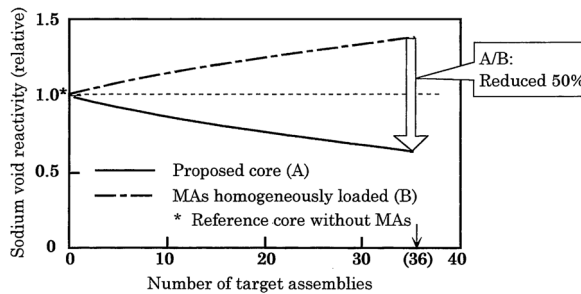 Sodium void reactivity (relative)
1.5
1.0*
0.5
0
A/B:
Reduced 50%
Proposed core (A)
MAs homogeneously loaded (B)
* Reference core without MAs
0
10
20
30
(36)
40
Number of target assemblies